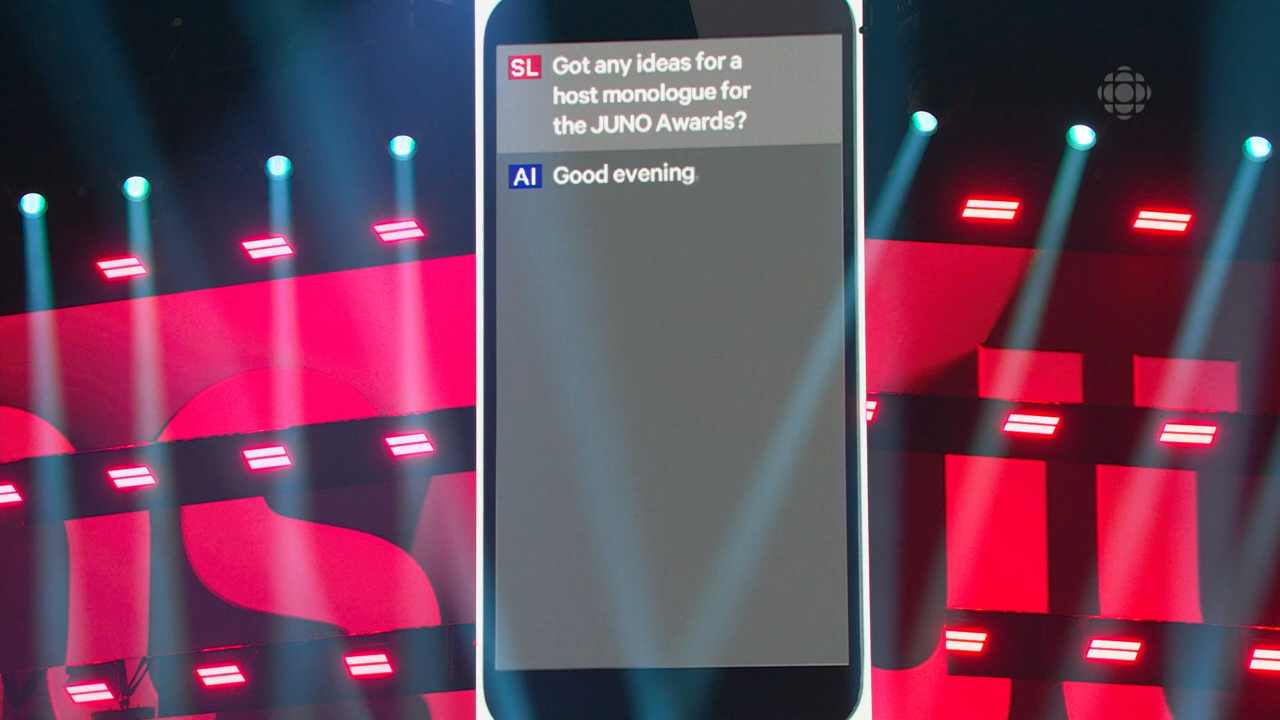 SL Got any ideas for a
host monologue for
the JUNO Awards?
AI Good evening